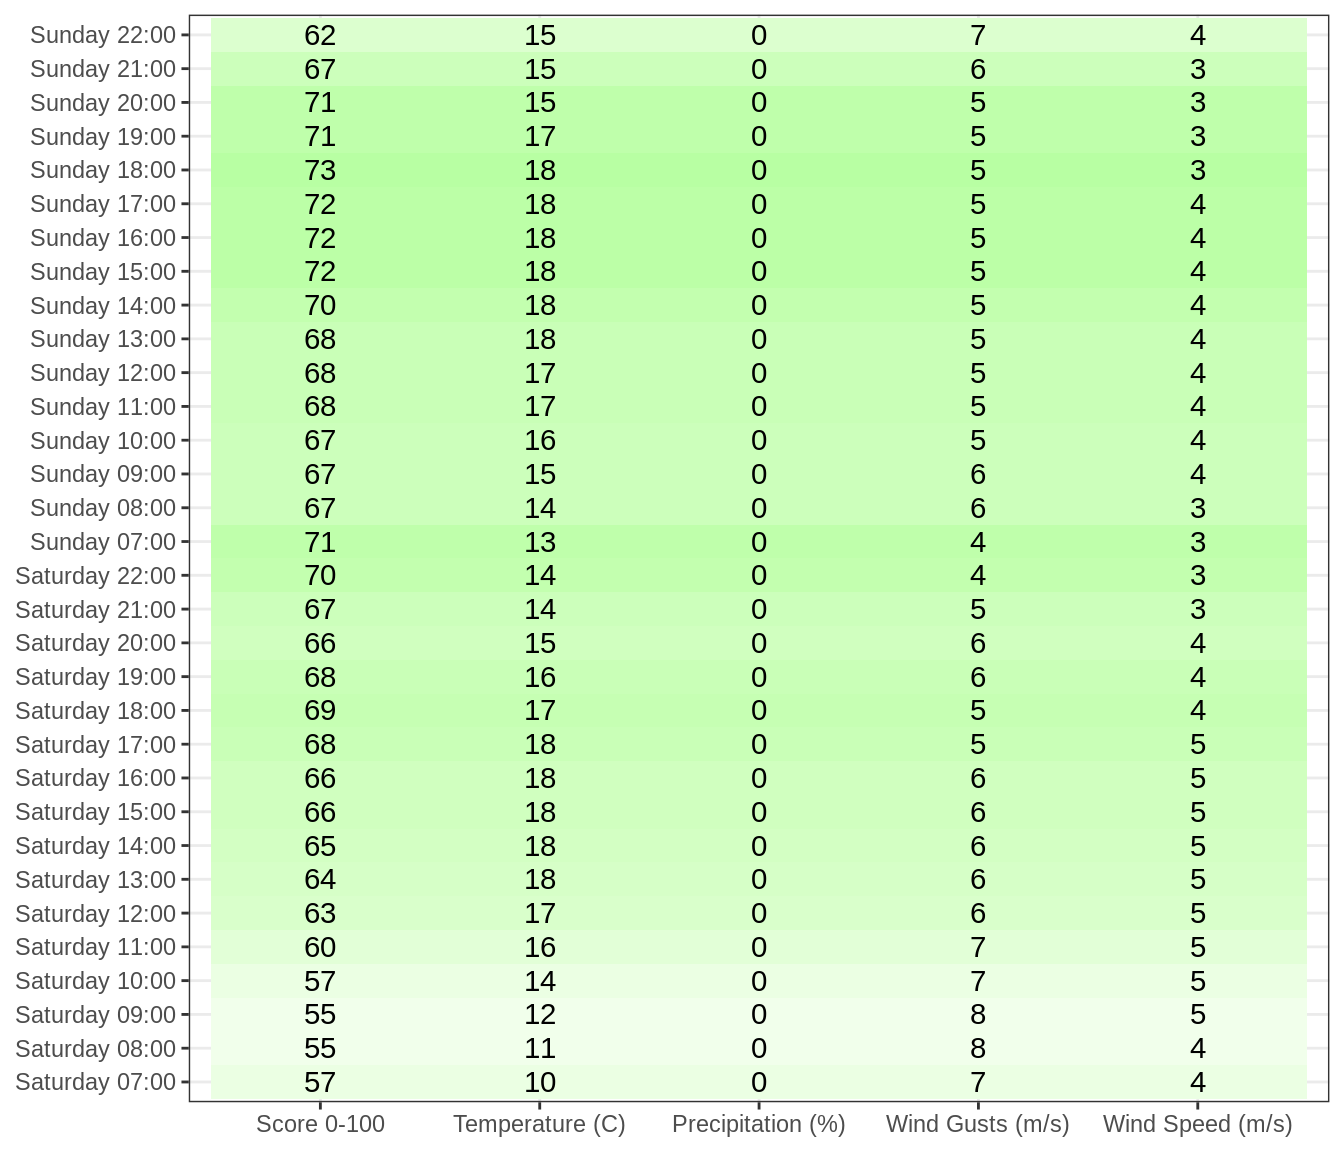 Sunday 22:00 62 15 0 7 4
Sunday 21:00 67 15 0 6 3
Sunday 20:00 71 15 0 5 3
Sunday 19:00 71 17 0 5 3
Sunday 18:00 73 18 0 5 3
Sunday 17:00 72 18 0 5 4
Sunday 16:00 72 18 0 5 4
Sunday 15:00 72 18 0 5 4
Sunday 14:00 70 18 0 5 4
Sunday 13:00 68 18 0 5 4
Sunday 12:00 68 17 0 5 4
Sunday 11:00 68 17 0 5 4
Sunday 10:00 67 16 0 5 4
Sunday 09:00 67 15 0 6 4
Sunday 08:00 67 14 0 6 3
Sunday 07:00 71 13 0 4 3
Saturday 22:00 70 14 0 4 3
Saturday 21:00 67 14 0 5 3
Saturday 20:00 66 15 0 6 4
Saturday 19:00 68 16 0 6 4
Saturday 18:00 69 17 0 5 4
Saturday 17:00 68 18 0 5 5
Saturday 16:00 66 18 0 6 5
Saturday 15:00 66 18 0 6 5
Saturday 14:00 65 18 0 6 5
Saturday 13:00 64 18 0 6 5
Saturday 12:00 63 17 0 6 5
Saturday 11:00 60 16 0 7 5
Saturday 10:00 57 14 0 7 5
Saturday 09:00 55 12 0 8 5
Saturday 08:00 55 11 0 8 4
Saturday 07:00 57 10 0 7 4
Score 0-100 Temperature (C) Precipitation (%) Wind Gusts (m/s) Wind Speed (m/s)